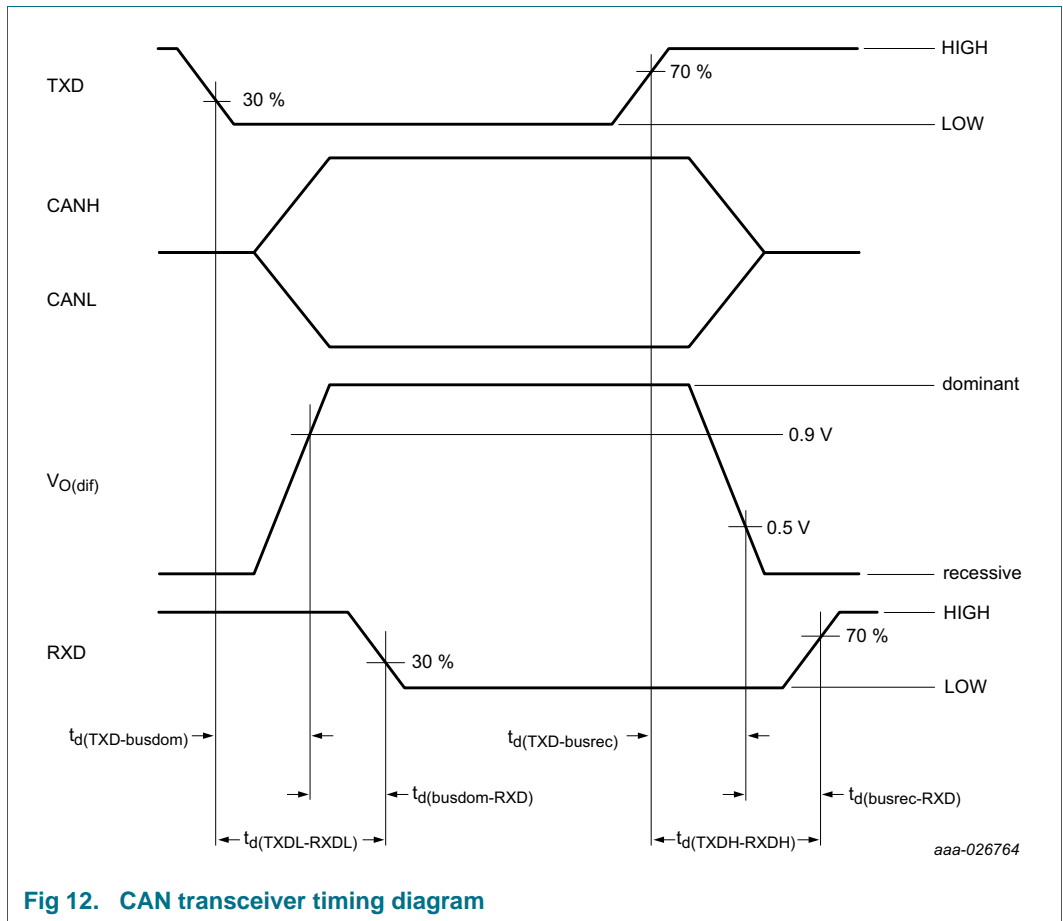 HIGH
TXD
70 %
30 %
LOW
CANH
CANL
dominant
0.9 V
VO(dif)
0.5 V
recessive
HIGH
RXD
70 %
30 %
LOW
td(TXD-busdom)
td(TXD-busrec)
td(busdom-RXD)
td(busrec-RXD)
td(TXDL-RXDL)
td(TXDH-RXDH)
aaa-026764
Fig 12. CAN transceiver timing diagram